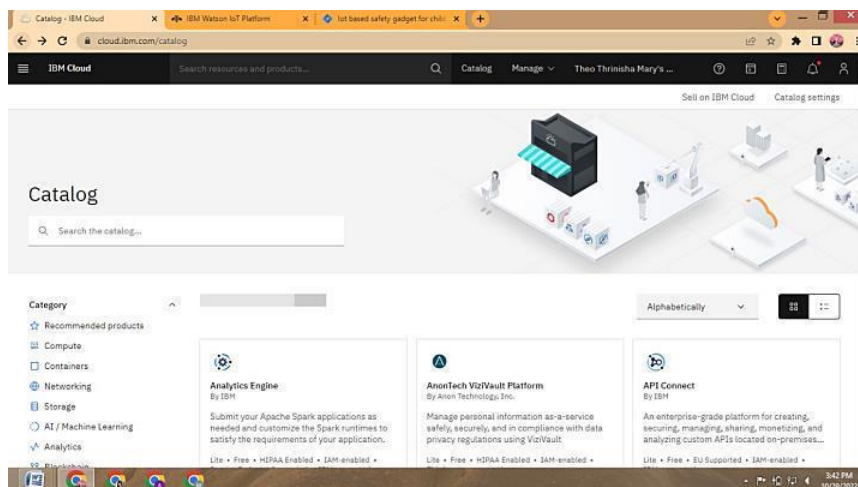 Catalog - IBM Cloud
IBM Watson IoT Platform
Iot based safety gadget for child
cloud.ibm.com/catalog
IBM Cloud
Search resources and products...
Catalog
Manage
Theo Thrinisha Mary's ...
Sell on IBM Cloud
Catalog settings
Catalog
Search the catalog...
Category
Recommended products
Compute
Containers
Networking
Storage
AI / Machine Learning
Analytics
Blockchain
Alphabetically
Analytics Engine
By IBM
Submit your Apache Spark applications as
needed and customize the Spark runtimes to
satisfy the requirements of your application.
Lite • Free • HIPAA Enabled • IAM-enabled •
AnonTech ViziVault Platform
By Anon Technology, Inc.
Manage personal information as-a-service
safely, securely, and in compliance with data
privacy regulations using ViziVault
Lite • Free • HIPAA Enabled • IAM-enabled •
API Connect
By IBM
An enterprise-grade platform for creating,
securing, managing, sharing, monetizing, and
analyzing custom APIs located on-premises...
Lite • Free • EU Supported • IAM-enabled •
3:42 PM